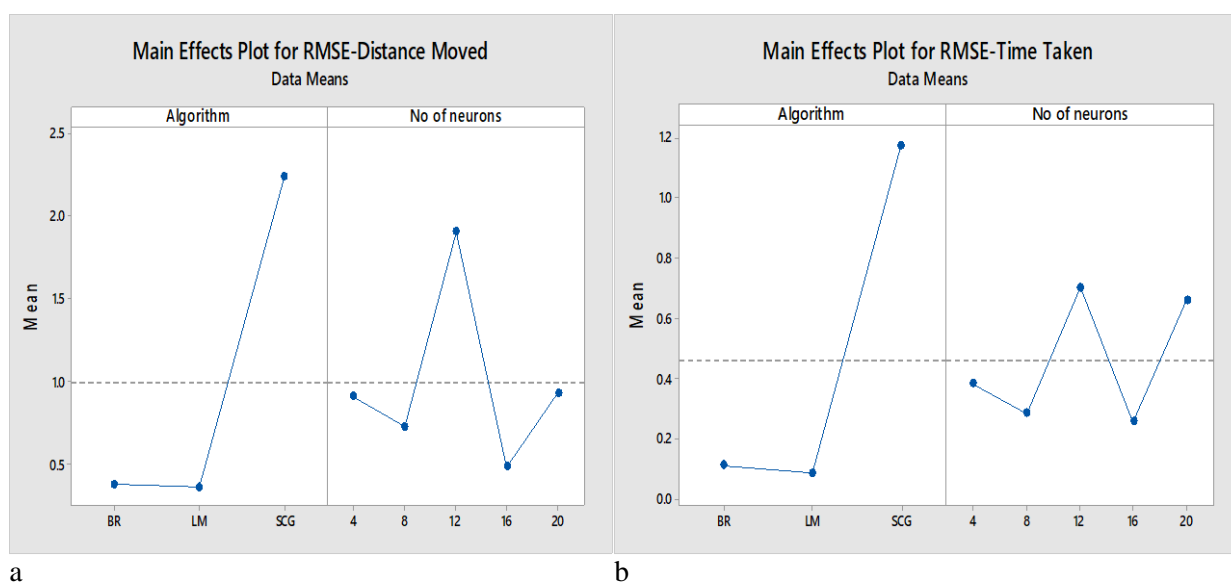 Main Effects Plot for RMSE-Distance Moved
Data Means
Algorithm No of neurons
2.5
2.0
1.5
1.0
0.5
Mean
BR LM SCG 4 8 12 16 20
a
Main Effects Plot for RMSE-Time Taken
Data Means
Algorithm No of neurons
1.2
1.0
0.8
0.6
0.4
0.2
0.0
Mean
BR LM SCG 4 8 12 16 20
b